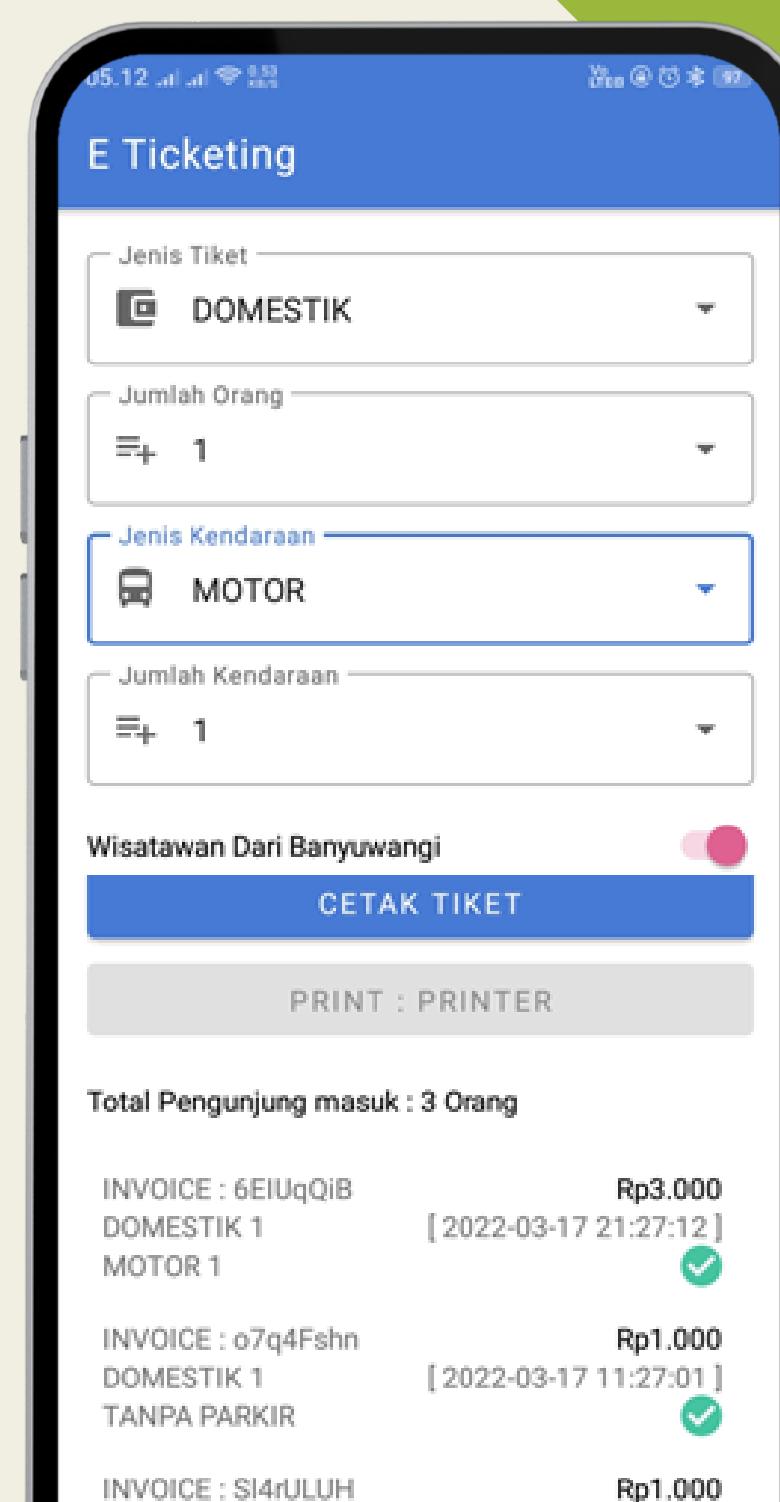 05.12
97
E Ticketing
Jenis Tiket
DOMESTIK
Jumlah Orang
1
Jenis Kendaraan
MOTOR
Jumlah Kendaraan
1
Wisatawan Dari Banyuwangi
CETAK TIKET
PRINT : PRINTER
Total Pengunjung masuk : 3 Orang
INVOICE : 6EIUqQiB Rp3.000
DOMESTIK 1 [ 2022-03-17 21:27:12 ]
MOTOR 1
INVOICE : o7q4Fshn Rp1.000
DOMESTIK 1 [ 2022-03-17 11:27:01 ]
TANPA PARKIR
INVOICE : SI4rULUH Rp1.000